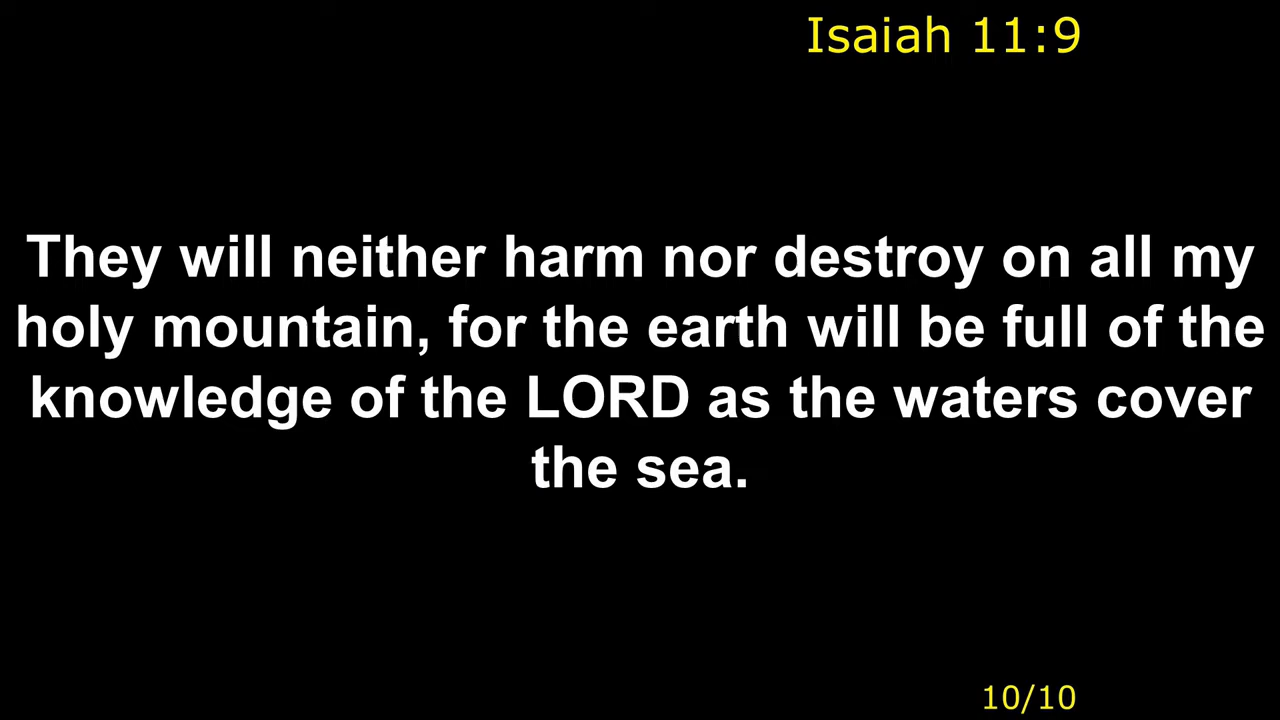 Isaiah 11:9
They will neither harm nor destroy on all my
holy mountain, for the earth will be full of the
knowledge of the LORD as the waters cover
the sea.
10/10